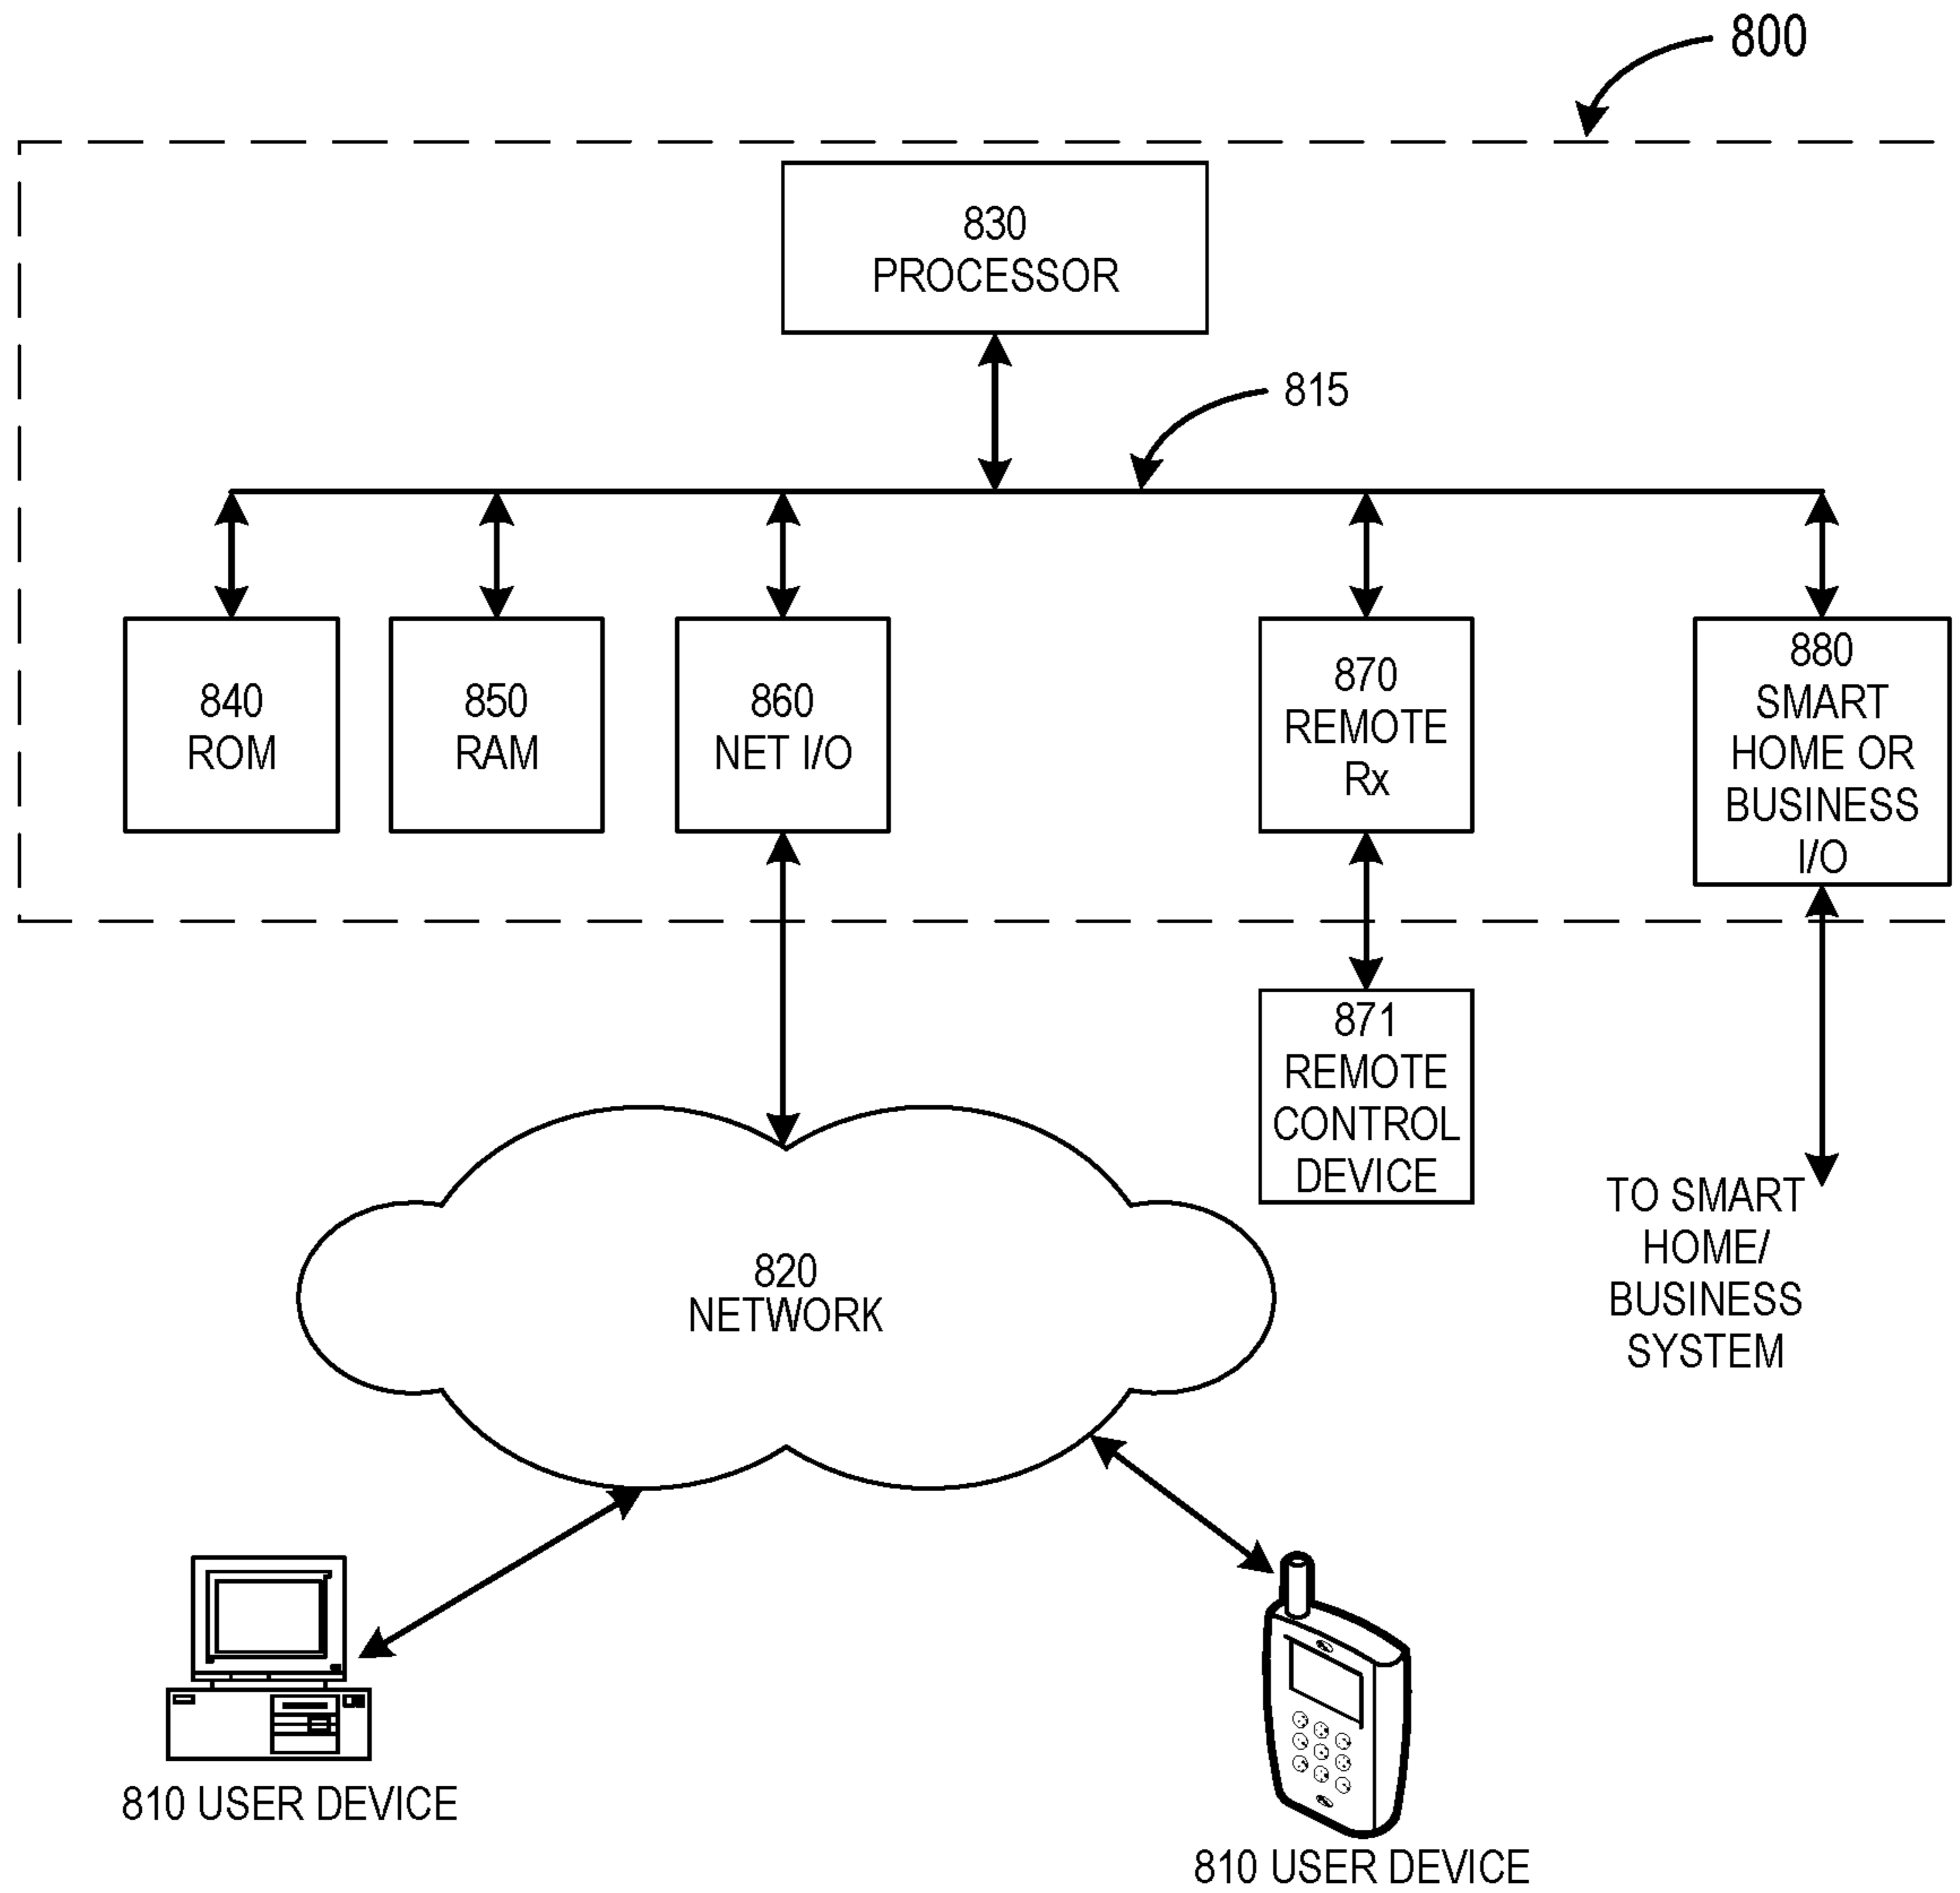 800
830
PROCESSOR
815
840
ROM
850
RAM
860
NET I/O
870
REMOTE
Rx
880
SMART
HOME OR
BUSINESS
I/O
871
REMOTE
CONTROL
DEVICE
TO SMART
HOME/
BUSINESS
SYSTEM
820
NETWORK
810 USER DEVICE
810 USER DEVICE